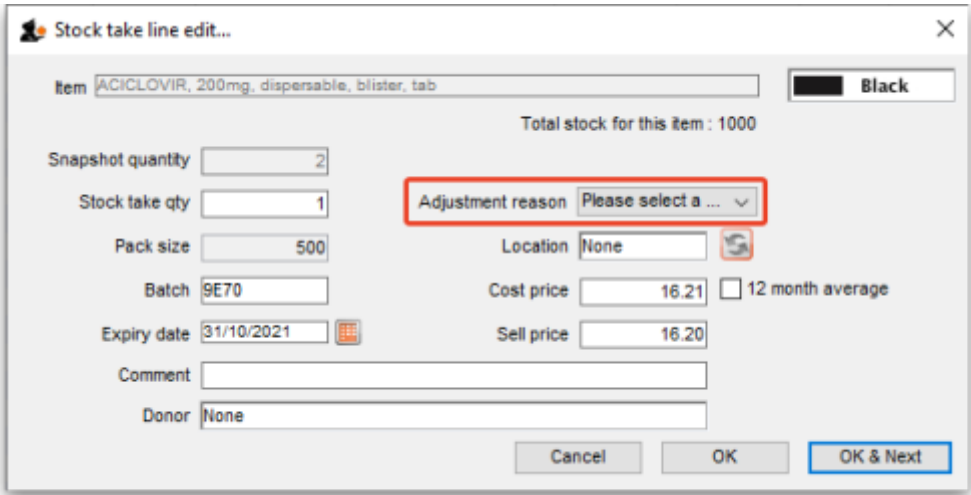 Stock take line edit...
Item ACICLOVIR, 200mg, dispersable, blister, tab Black
Total stock for this item : 1000
Snapshot quantity 2
Stock take qty 1 Adjustment reason Please select a ...
Pack size 500 Location None
Batch 9E70 Cost price 16.21 12 month average
Expiry date 31/10/2021 Sell price 16.20
Comment
Donor None
Cancel OK OK & Next